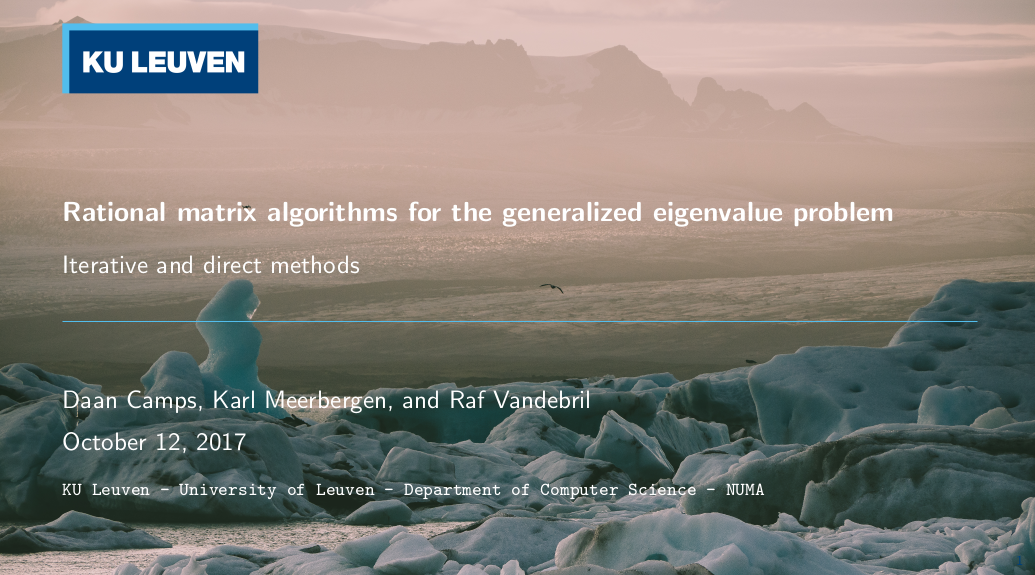 KU LEUVEN
Rational matrix algorithms for the generalized eigenvalue problem
Iterative and direct methods
Daan Camps, Karl Meerbergen, and Raf Vandebril
October 12, 2017
KU Leuven - University of Leuven - Department of Computer Science - NUMA